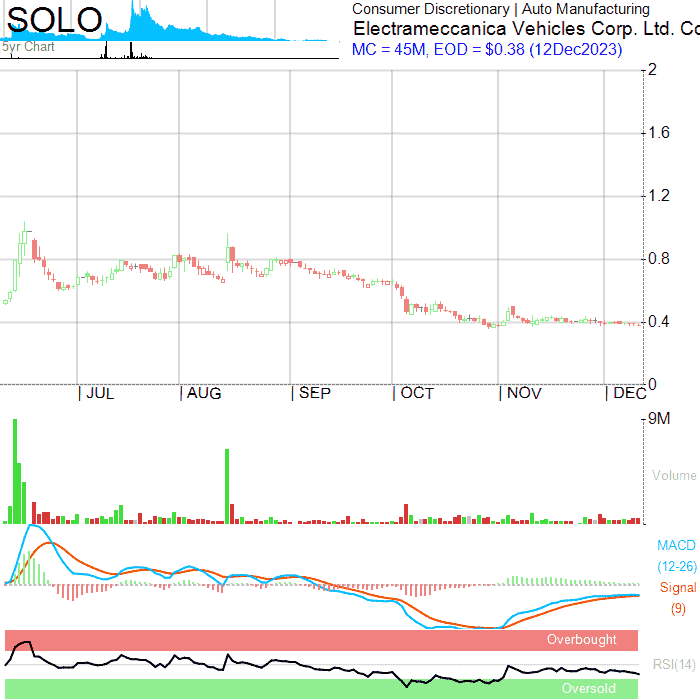 SOLO
5yr Chart
Consumer Discretionary | Auto Manufacturing
Electrameccanica Vehicles Corp. Ltd. Co
MC = 45M, EOD = $0.38 (12Dec2023)
2
1.6
1.2
0.8
0.4
0
| JUL | AUG | SEP | OCT | NOV | DEC
9M
Volume
MACD
(12-26)
Signal
(9)
Overbought
RSI(14)
Oversold